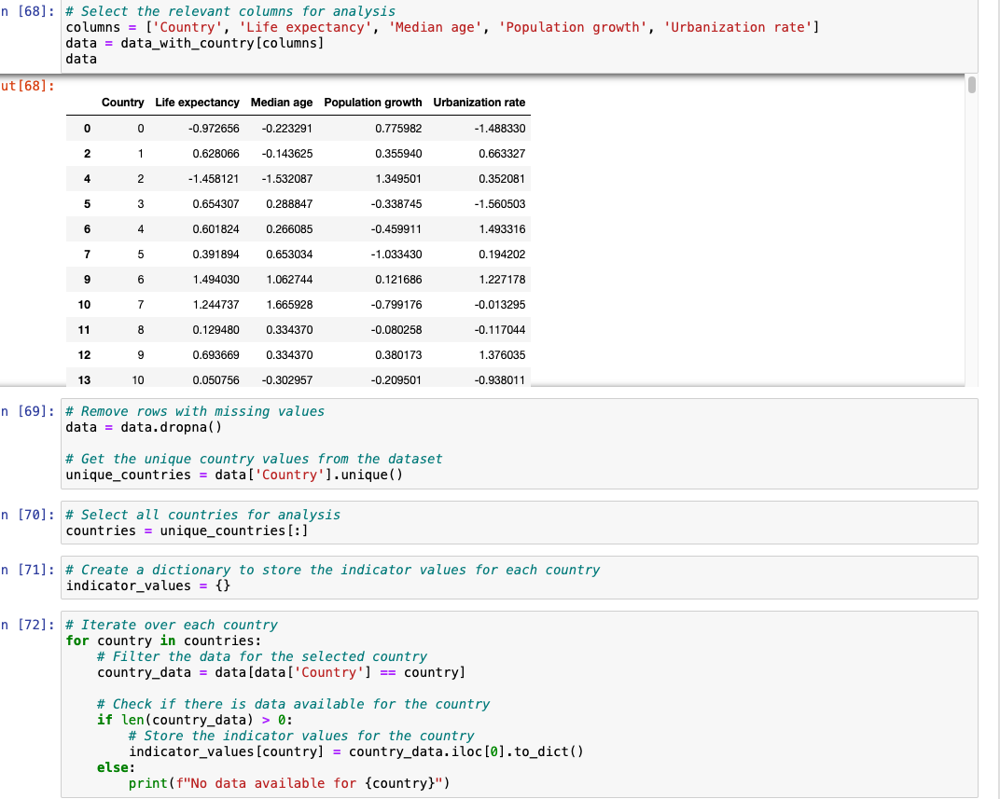 n [68]: # Select the relevant columns for analysis
columns = ['Country', 'Life expectancy', 'Median age', 'Population growth', 'Urbanization rate']
data = data_with_country[columns]
data
ut[68]:
Country Life expectancy Median age Population growth Urbanization rate
0 0 -0.972656 -0.223291 0.775982 -1.488330
2 1 0.628066 -0.143625 0.355940 0.663327
4 2 -1.458121 -1.532087 1.349501 0.352081
5 3 0.654307 0.288847 -0.338745 -1.560503
6 4 0.601824 0.266085 -0.459911 1.493316
7 5 0.391894 0.653034 -1.033430 0.194202
9 6 1.494030 1.062744 0.121686 1.227178
10 7 1.244737 1.665928 -0.799176 -0.013295
11 8 0.129480 0.334370 -0.080258 -0.117044
12 9 0.693669 0.334370 0.380173 1.376035
13 10 0.050756 -0.302957 -0.209501 -0.938011
n [69]: # Remove rows with missing values
data = data.dropna()
# Get the unique country values from the dataset
unique_countries = data['Country'].unique()
n [70]: # Select all countries for analysis
countries = unique_countries[:]
n [71]: # Create a dictionary to store the indicator values for each country
indicator_values = {}
n [72]: # Iterate over each country
for country in countries:
    # Filter the data for the selected country
    country_data = data[data['Country'] == country]
    # Check if there is data available for the country
    if len(country_data) > 0:
        # Store the indicator values for the country
        indicator_values[country] = country_data.iloc[0].to_dict()
    else:
        print(f"No data available for {country}")